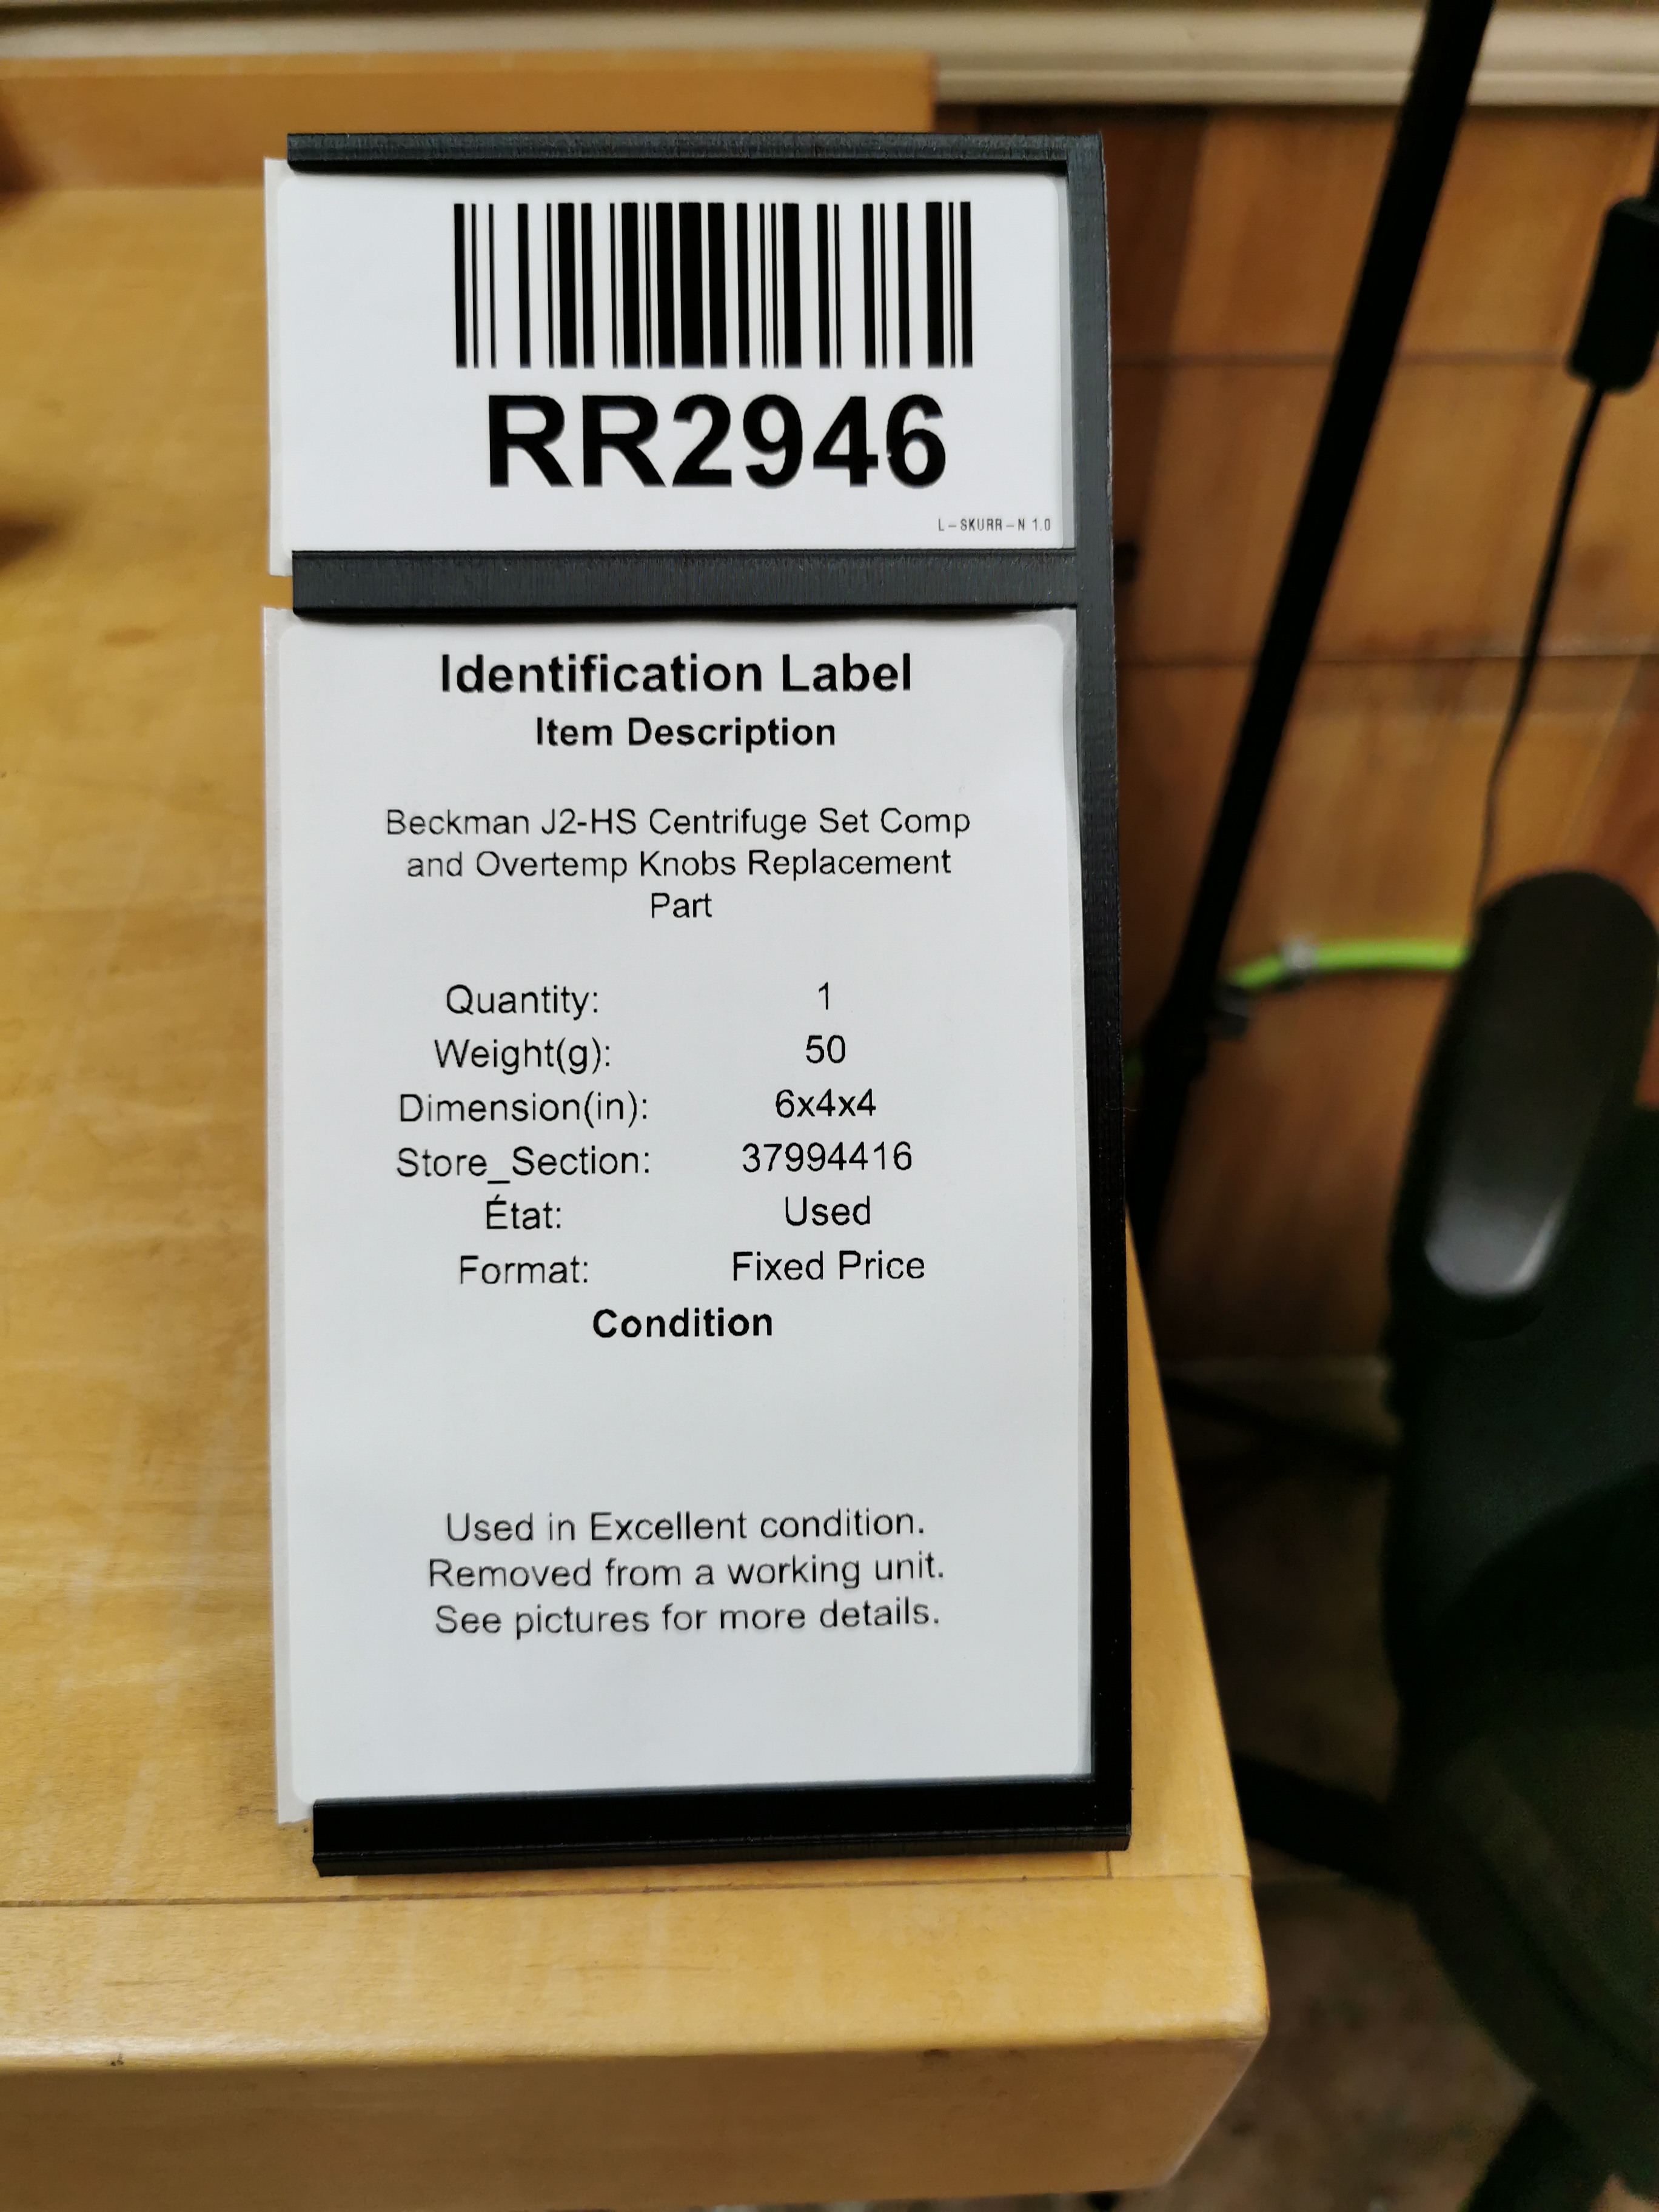 RR2946
L-SKURR-N 1.0
Identification Label
Item Description
Beckman J2-HS Centrifuge Set Comp
and Overtemp Knobs Replacement
Part
Quantity: 1
Weight(g): 50
Dimension(in): 6x4x4
Store_Section: 37994416
État: Used
Format: Fixed Price
Condition
Used in Excellent condition.
Removed from a working unit.
See pictures for more details.